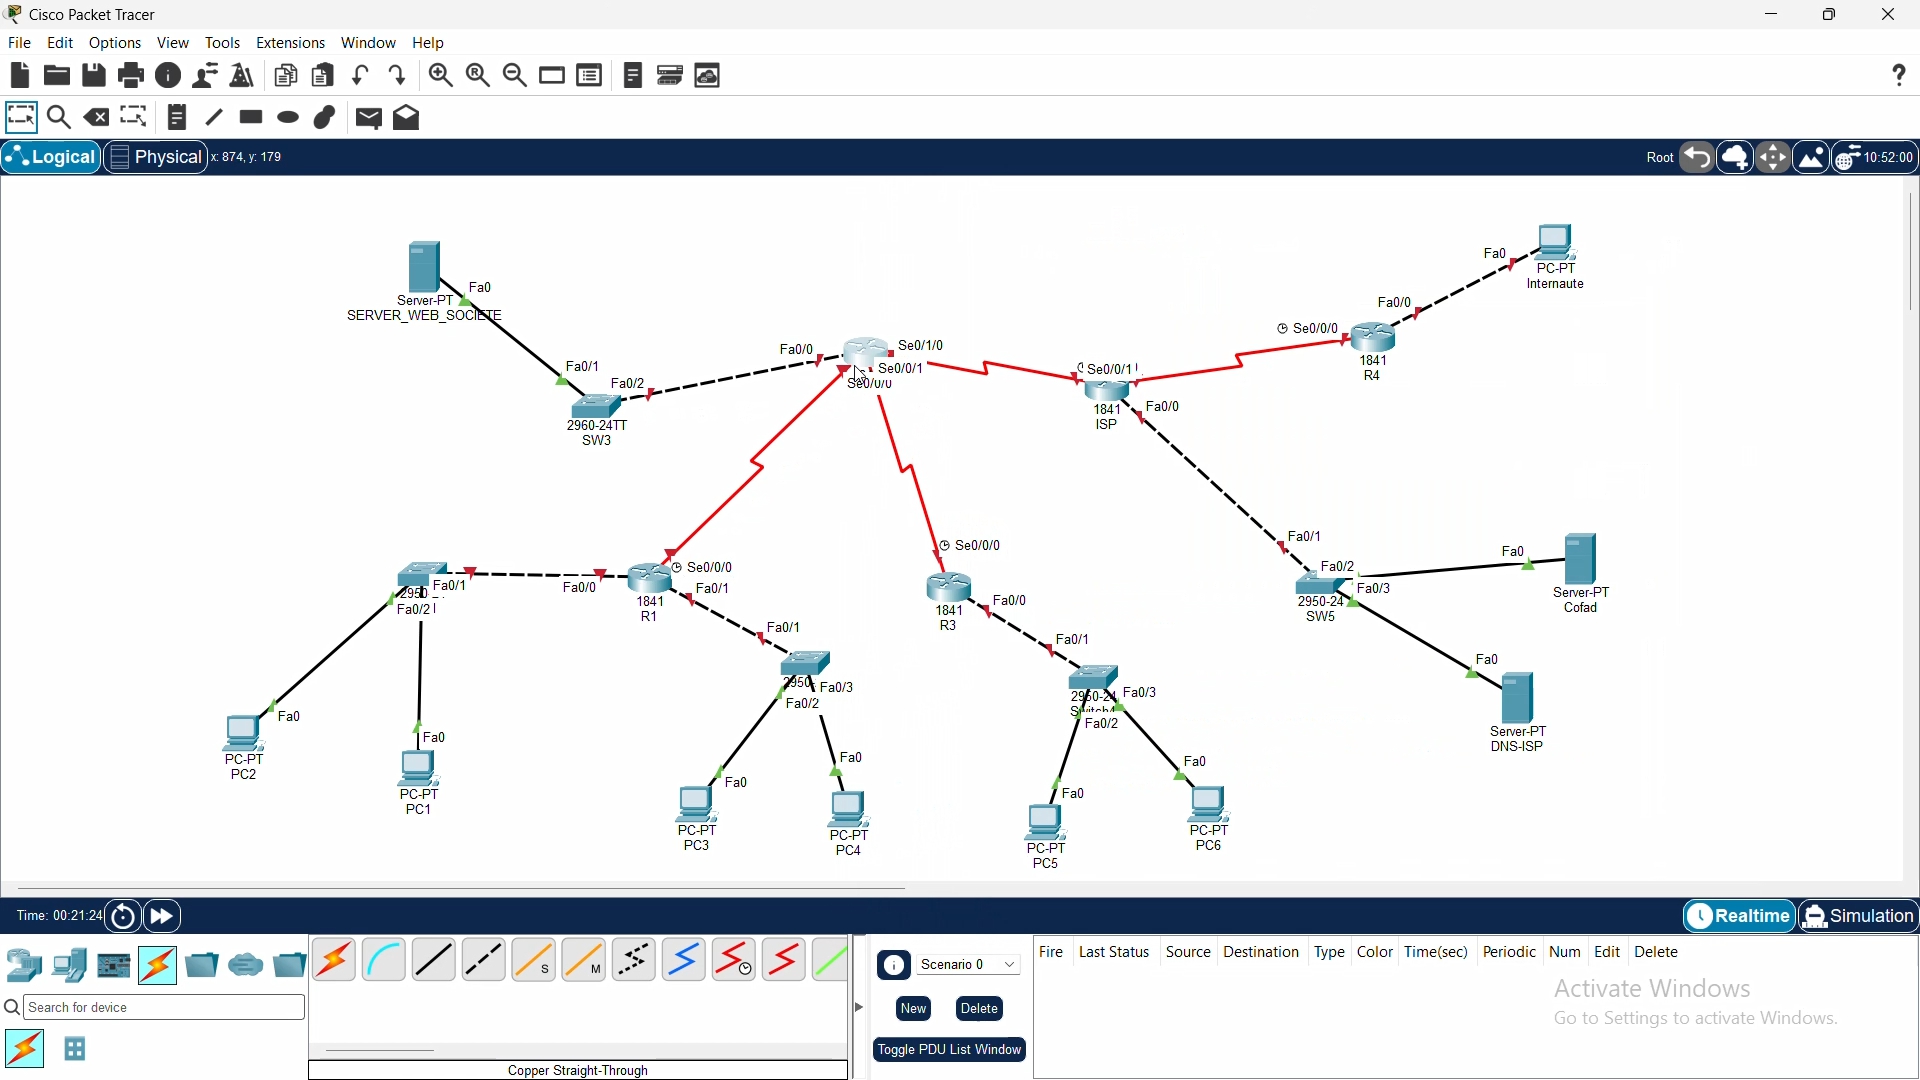 Cisco Packet Tracer
File Edit Options View Tools Extensions Window Help
Logical Physical x: 874, y: 179 Root 10:52:00
Fa0
PC-PT
Internaute
Fa0
Server-PT
SERVER_WEB_SOCIETE
Fa0/0
Se0/0/0
1841
R4
Fa0/0
Se0/1/0
Se0/0/1
Se0/0/0
Fa0/1
Fa0/2
2960-24TT
SW3
Se0/0/1
Fa0/0
1841
ISP
Fa0/1
Fa0/2
Fa0/3
2950-24
SW5
Fa0
Server-PT
Cofad
Fa0
Server-PT
DNS-ISP
Se0/0/0
Fa0/0
1841
R3
Fa0/0
Se0/0/0
Fa0/1
1841
R1
Fa0/1
Fa0/2
Fa0/1
Fa0/3
Fa0/2
Fa0/1
Fa0/3
2950-24
Switch4
Fa0/2
Fa0
PC-PT
PC2
Fa0
PC-PT
PC1
Fa0
PC-PT
PC3
Fa0
PC-PT
PC4
Fa0
PC-PT
PC5
Fa0
PC-PT
PC6
Time: 00:21:24 Realtime Simulation
Search for device
S
M
Copper Straight-Through
Scenario 0
New Delete
Toggle PDU List Window
Fire Last Status Source Destination Type Color Time(sec) Periodic Num Edit Delete
Activate Windows
Go to Settings to activate Windows.